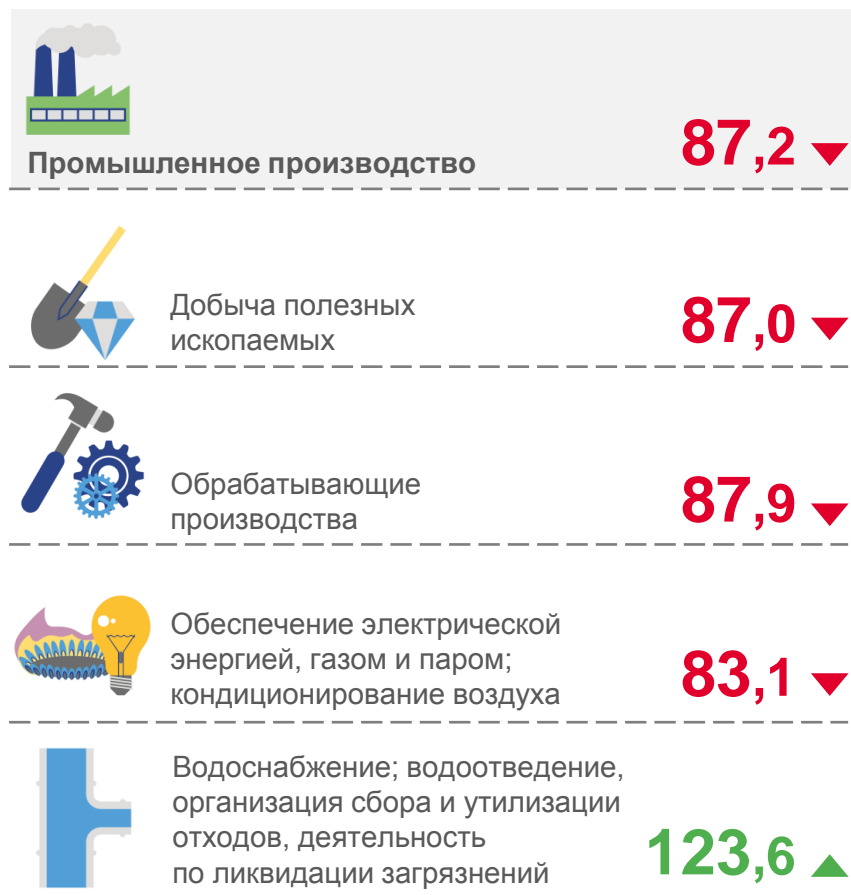 Промышленное производство
87,2
Добыча полезных
ископаемых
87,0
Обрабатывающие
производства
87,9
Обеспечение электрической
энергией, газом и паром;
кондиционирование воздуха
83,1
Водоснабжение; водоотведение,
организация сбора и утилизации
отходов, деятельность
по ликвидации загрязнений
123,6